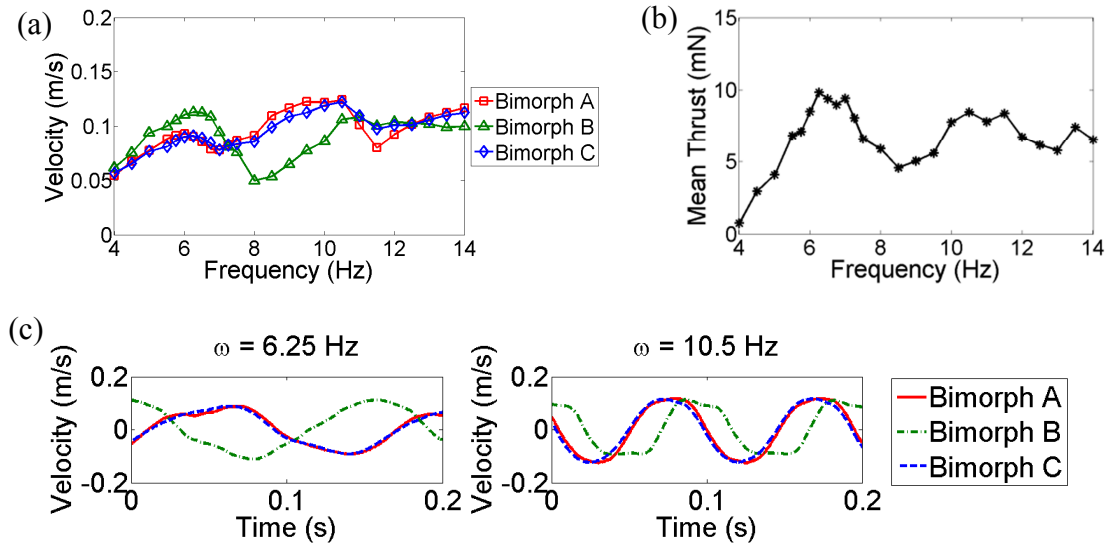 (a)
Velocity (m/s)
0.2
0.15
0.1
0.05
0
4 6 8 10 12 14
Frequency (Hz)
Bimorph A
Bimorph B
Bimorph C
(b)
Mean Thrust (mN)
15
10
5
0
4 6 8 10 12 14
Frequency (Hz)
(c)
ω = 6.25 Hz
Velocity (m/s)
0.2
0
-0.2
0 0.1 0.2
Time (s)
ω = 10.5 Hz
Velocity (m/s)
0.2
0
-0.2
0 0.1 0.2
Time (s)
Bimorph A
Bimorph B
Bimorph C